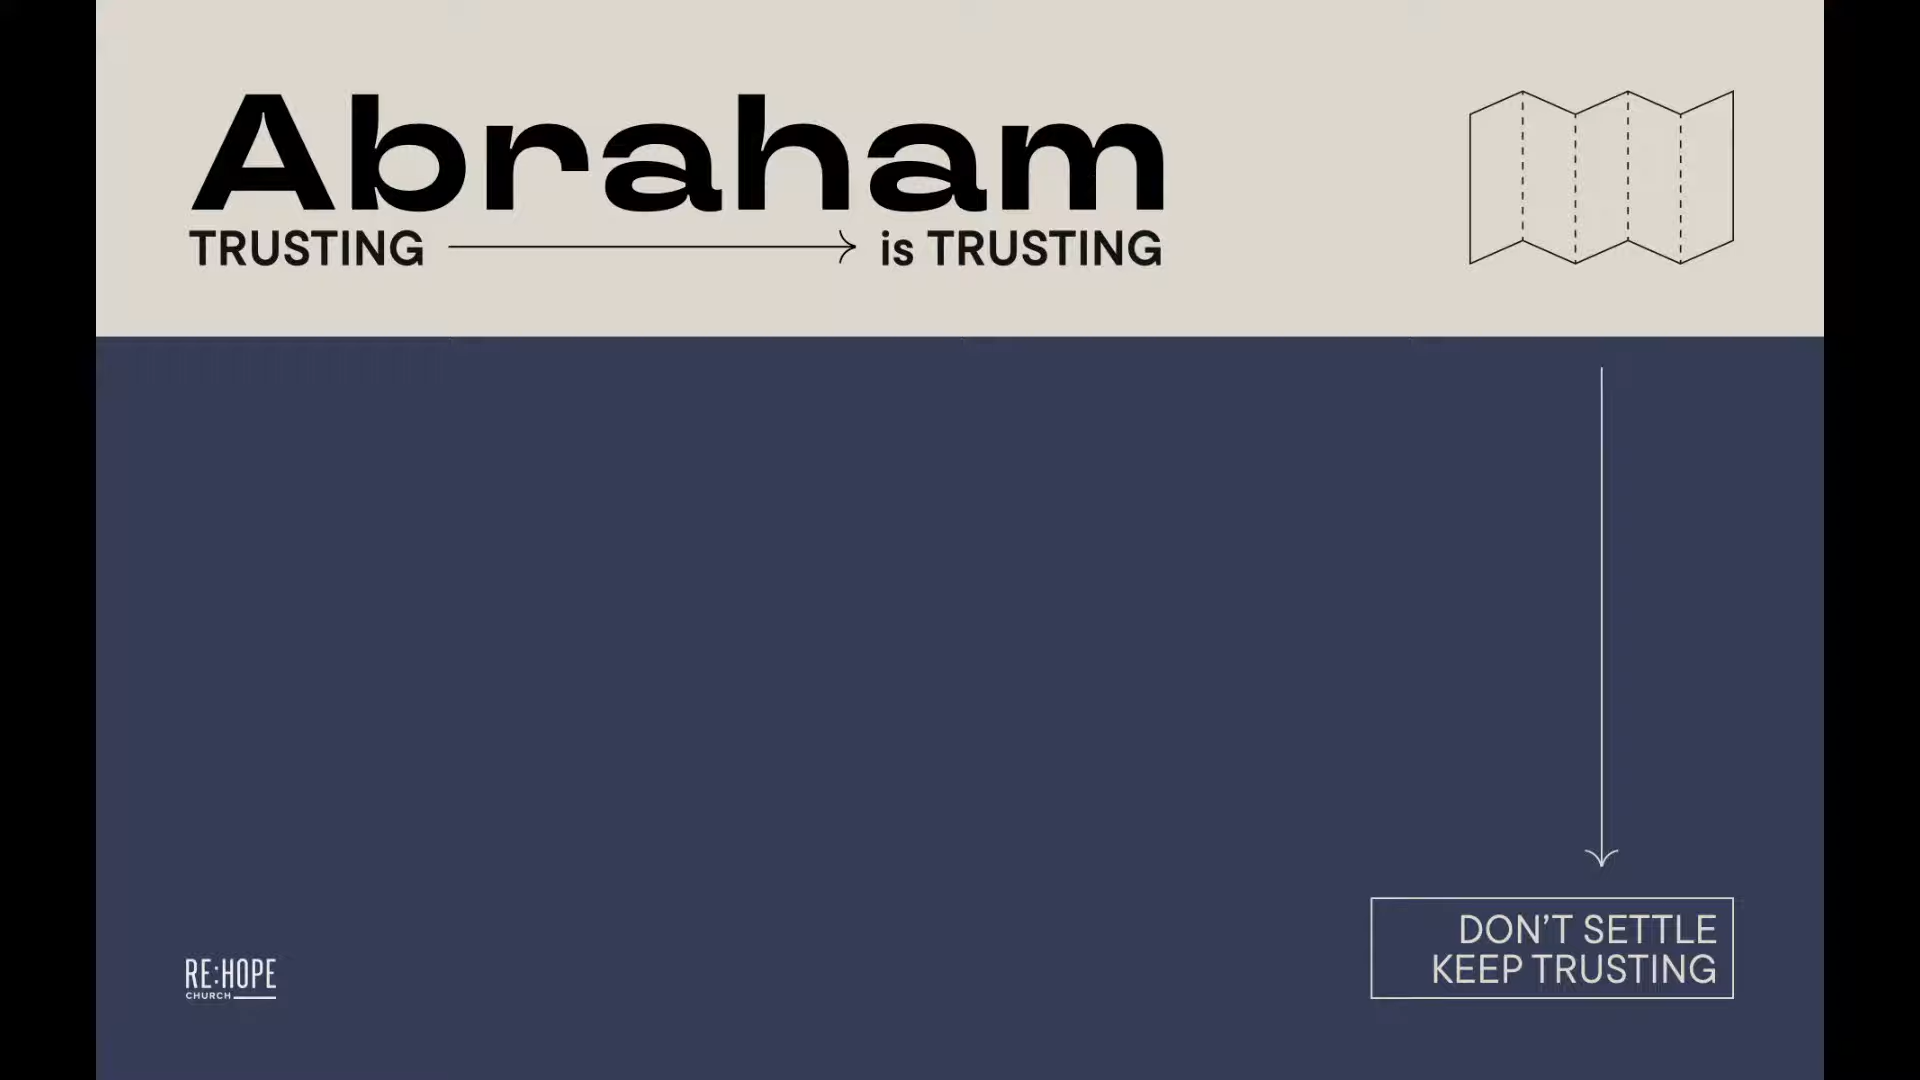 Abraham
TRUSTING is TRUSTING
DON'T SETTLE
KEEP TRUSTING
RE:HOPE
CHURCH